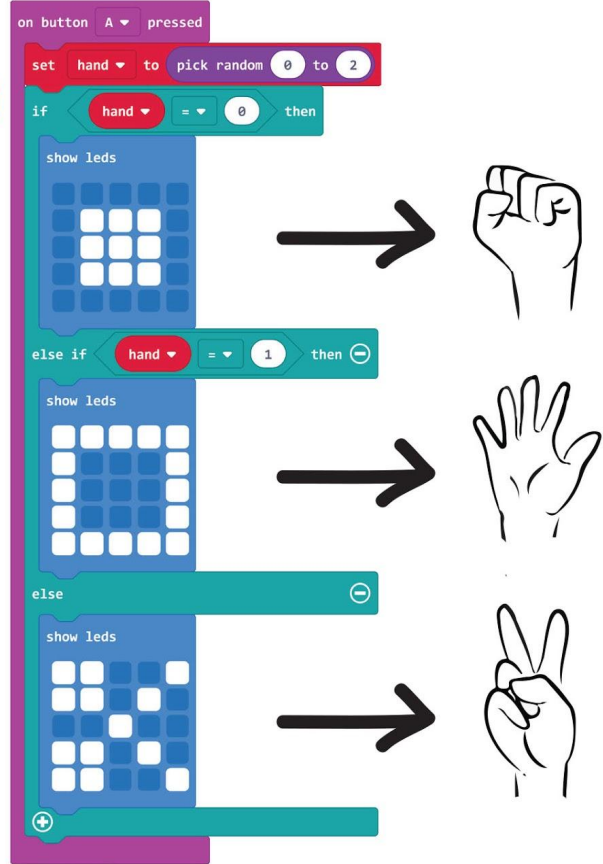 on button A pressed
set hand to pick random 0 to 2
if hand = 0 then
show leds
else if hand = 1 then
show leds
else
show leds